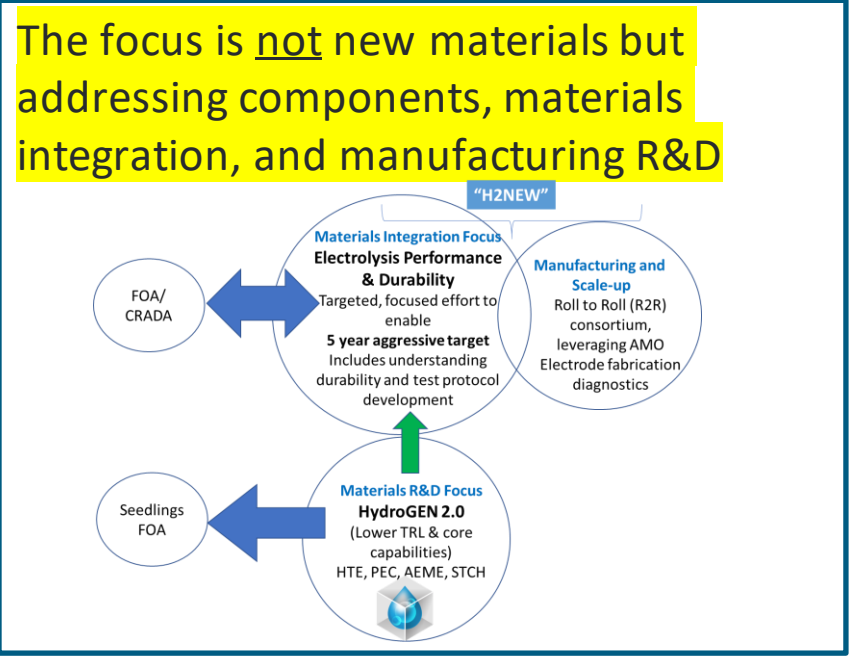 The focus is not new materials but
addressing components, materials
integration, and manufacturing R&D
“H2NEW”
Materials Integration Focus
Electrolysis Performance
& Durability
Targeted, focused effort to
enable
5 year aggressive target
Includes understanding
durability and test protocol
development
Manufacturing and
Scale-up
Roll to Roll (R2R)
consortium,
leveraging AMO
Electrode fabrication
diagnostics
FOA/
CRADA
Materials R&D Focus
HydroGEN 2.0
(Lower TRL & core
capabilities)
HTE, PEC, AEME, STCH
Seedlings
FOA